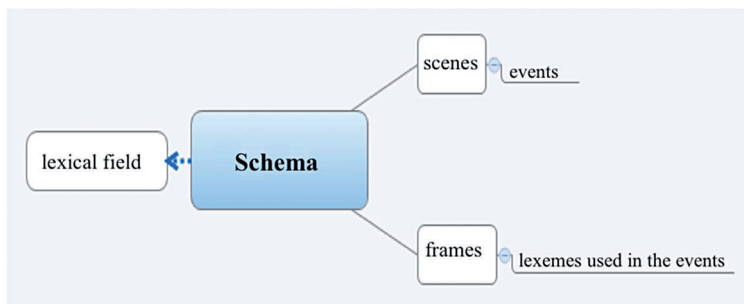 scenes
events
lexical field
Schema
frames
lexemes used in the events